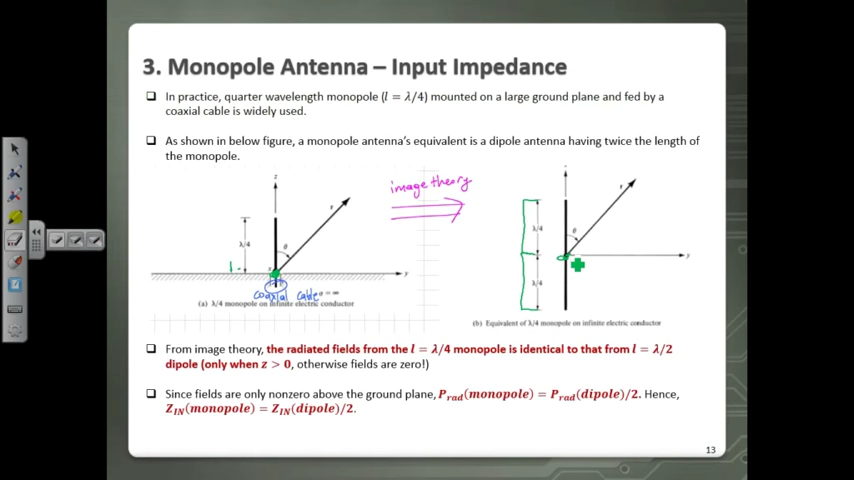 3. Monopole Antenna – Input Impedance
❑ In practice, quarter wavelength monopole (l = λ/4) mounted on a large ground plane and fed by a
coaxial cable is widely used.
❑ As shown in below figure, a monopole antenna's equivalent is a dipole antenna having twice the length of
the monopole.
image theory
z
r
r
λ/4
θ
y
λ/4
θ
y
λ/4
coaxial cable
σ = ∞
(a) λ/4 monopole on infinite electric conductor
(b) Equivalent of λ/4 monopole on infinite electric conductor
❑ From image theory, the radiated fields from the l = λ/4 monopole is identical to that from l = λ/2
dipole (only when z > 0, otherwise fields are zero!)
❑ Since fields are only nonzero above the ground plane, P_rad(monopole) = P_rad(dipole)/2. Hence,
Z_IN(monopole) = Z_IN(dipole)/2.
13